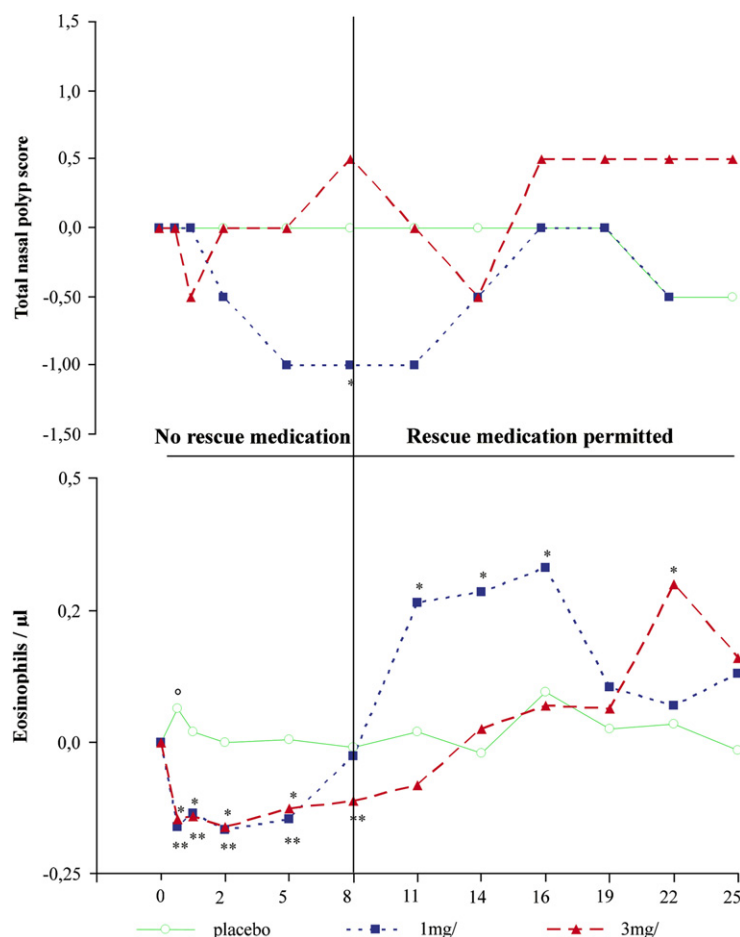 1,5
1,0
0,5
0,0
-0,50
-1,00
-1,50
Total nasal polyp score
*
No rescue medication
Rescue medication permitted
0,5
0,2
0,0
-0,25
Eosinophils / µl
° * * * * * * * * *
** ** ** ** **
0 2 5 8 11 14 16 19 22 25
placebo 1mg/ 3mg/